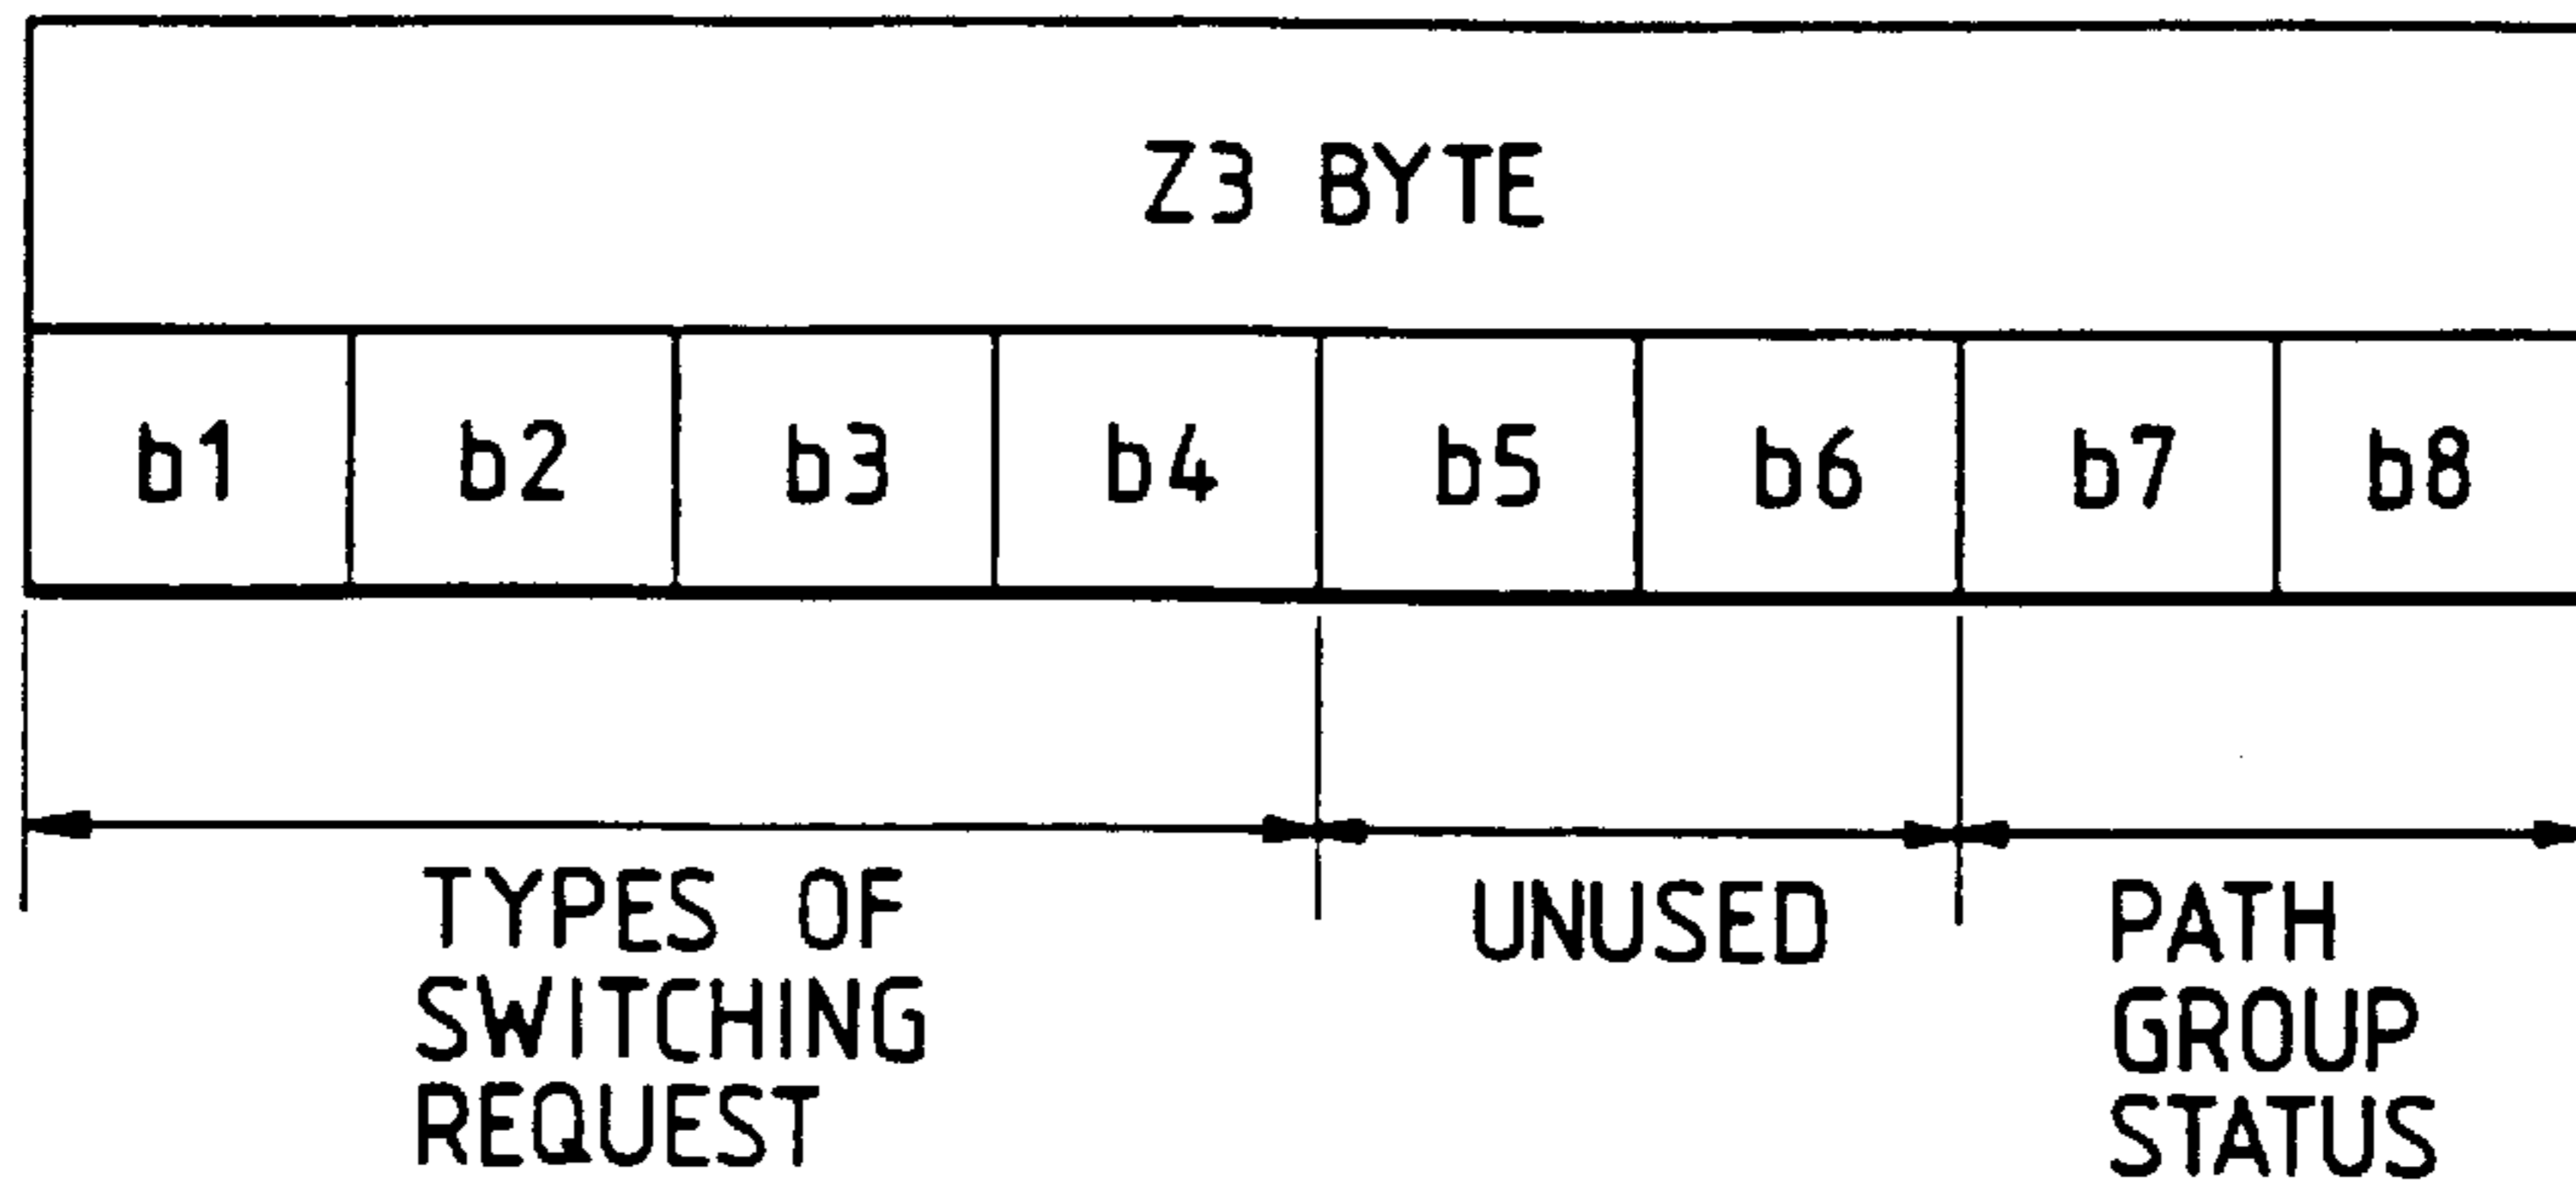 Z3 BYTE
b1 b2 b3 b4 b5 b6 b7 b8
TYPES OF
SWITCHING
REQUEST
UNUSED
PATH
GROUP
STATUS